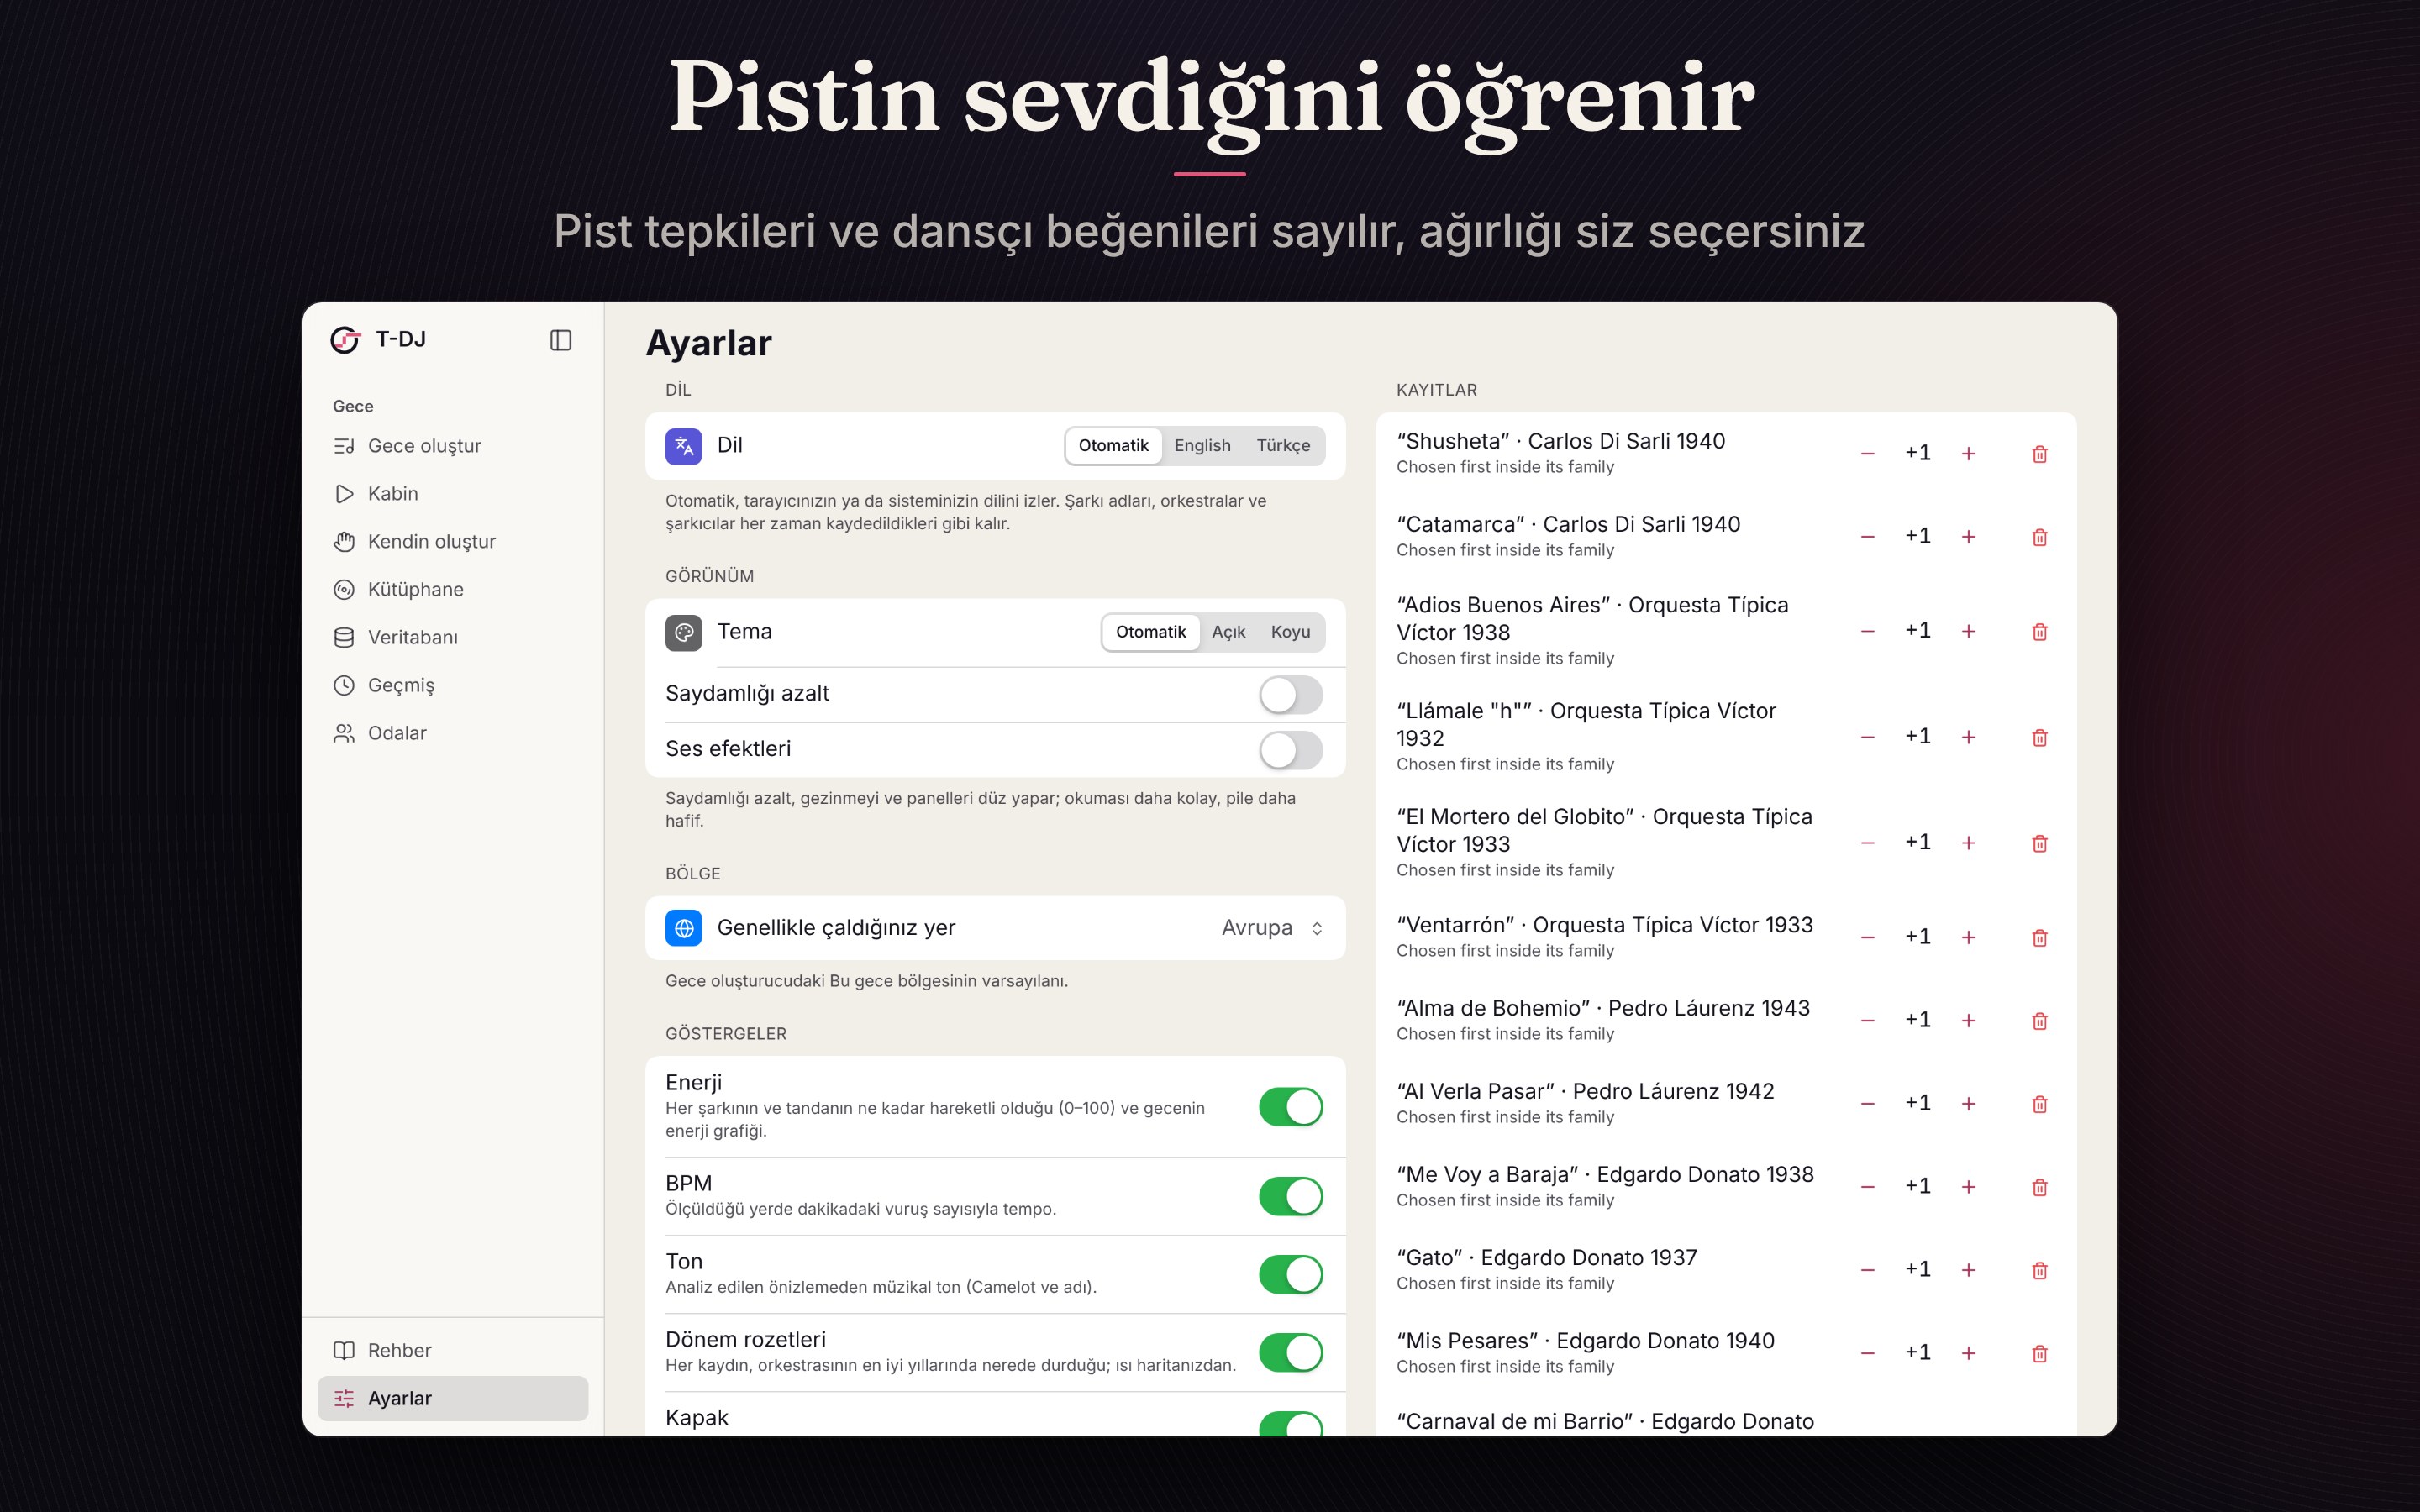 Pistin sevdiğini öğrenir
Pist tepkileri ve dansçı beğenileri sayılır, ağırlığı siz seçersiniz
T-DJ
Gece
Gece oluştur
Kabin
Kendin oluştur
Kütüphane
Veritabanı
Geçmiş
Odalar
Rehber
Ayarlar
Ayarlar
DİL
Dil
Otomatik English Türkçe
Otomatik, tarayıcınızın ya da sisteminizin dilini izler. Şarkı adları, orkestralar ve
şarkıcılar her zaman kaydedildikleri gibi kalır.
GÖRÜNÜM
Tema
Otomatik Açık Koyu
Saydamlığı azalt
Ses efektleri
Saydamlığı azalt, gezinmeyi ve panelleri düz yapar; okuması daha kolay, pile daha
hafif.
BÖLGE
Genellikle çaldığınız yer
Avrupa
Gece oluşturucudaki Bu gece bölgesinin varsayılanı.
GÖSTERGELER
Enerji
Her şarkının ve tandanın ne kadar hareketli olduğu (0–100) ve gecenin
enerji grafiği.
BPM
Ölçüldüğü yerde dakikadaki vuruş sayısıyla tempo.
Ton
Analiz edilen önizlemeden müzikal ton (Camelot ve adı).
Dönem rozetleri
Her kaydın, orkestrasının en iyi yıllarında nerede durduğu; ısı haritanızdan.
Kapak
KAYITLAR
“Shusheta” · Carlos Di Sarli 1940
Chosen first inside its family
− +1 +
“Catamarca” · Carlos Di Sarli 1940
Chosen first inside its family
− +1 +
“Adios Buenos Aires” · Orquesta Típica
Víctor 1938
Chosen first inside its family
− +1 +
“Llámale "h"” · Orquesta Típica Víctor
1932
Chosen first inside its family
− +1 +
“El Mortero del Globito” · Orquesta Típica
Víctor 1933
Chosen first inside its family
− +1 +
“Ventarrón” · Orquesta Típica Víctor 1933
Chosen first inside its family
− +1 +
“Alma de Bohemio” · Pedro Láurenz 1943
Chosen first inside its family
− +1 +
“Al Verla Pasar” · Pedro Láurenz 1942
Chosen first inside its family
− +1 +
“Me Voy a Baraja” · Edgardo Donato 1938
Chosen first inside its family
− +1 +
“Gato” · Edgardo Donato 1937
Chosen first inside its family
− +1 +
“Mis Pesares” · Edgardo Donato 1940
Chosen first inside its family
− +1 +
“Carnaval de mi Barrio” · Edgardo Donato